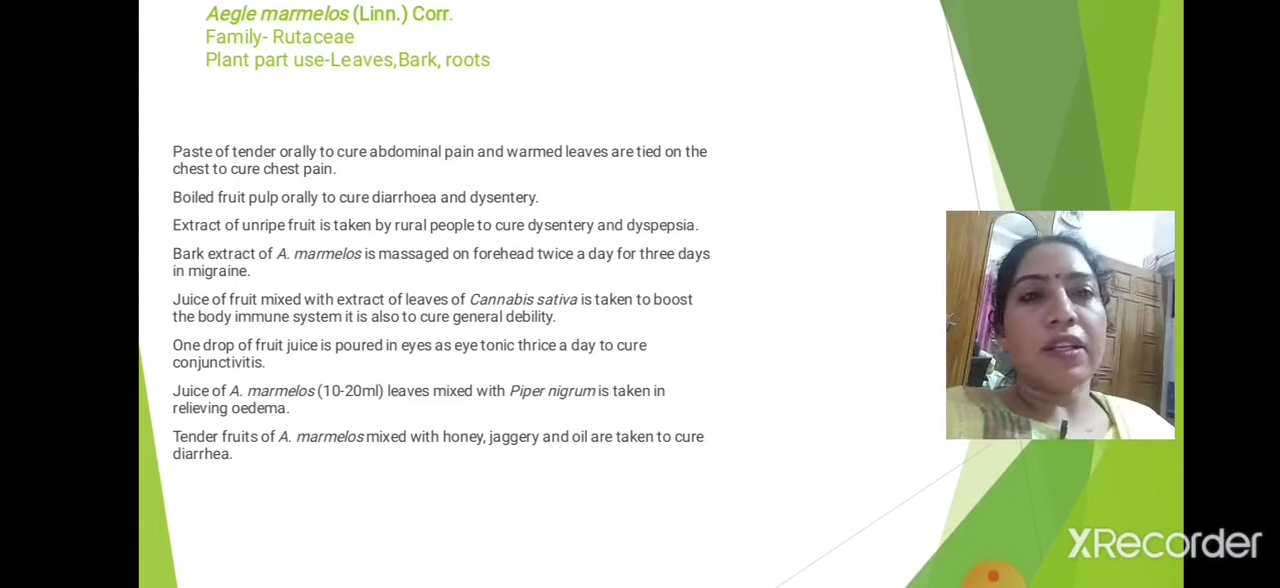 Aegle marmelos (Linn.) Corr.
Family- Rutaceae
Plant part use-Leaves,Bark, roots
Paste of tender orally to cure abdominal pain and warmed leaves are tied on the
chest to cure chest pain.
Boiled fruit pulp orally to cure diarrhoea and dysentery.
Extract of unripe fruit is taken by rural people to cure dysentery and dyspepsia.
Bark extract of A. marmelos is massaged on forehead twice a day for three days
in migraine.
Juice of fruit mixed with extract of leaves of Cannabis sativa is taken to boost
the body immune system it is also to cure general debility.
One drop of fruit juice is poured in eyes as eye tonic thrice a day to cure
conjunctivitis.
Juice of A. marmelos (10-20ml) leaves mixed with Piper nigrum is taken in
relieving oedema.
Tender fruits of A. marmelos mixed with honey, jaggery and oil are taken to cure
diarrhea.
XRecorder